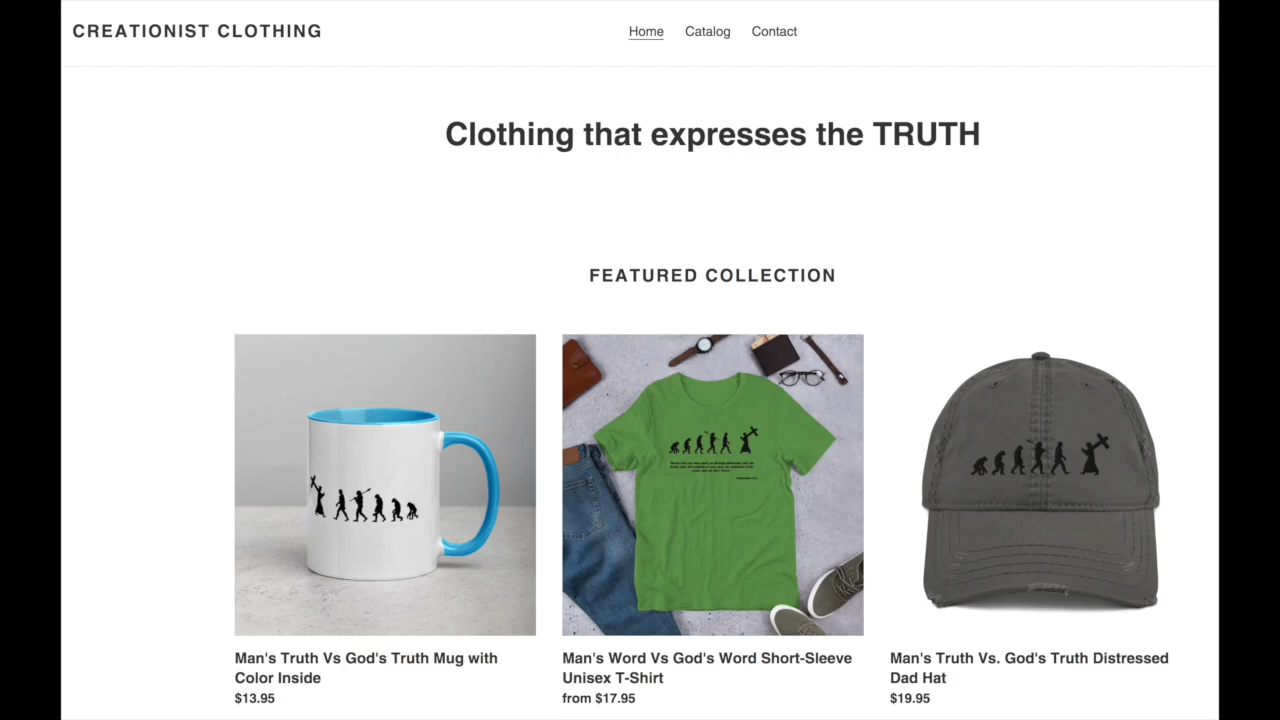 CREATIONIST CLOTHING
Home Catalog Contact
Clothing that expresses the TRUTH
FEATURED COLLECTION
Man's Truth Vs God's Truth Mug with
Color Inside
$13.95
Man's Word Vs God's Word Short-Sleeve
Unisex T-Shirt
from $17.95
Man's Truth Vs. God's Truth Distressed
Dad Hat
$19.95